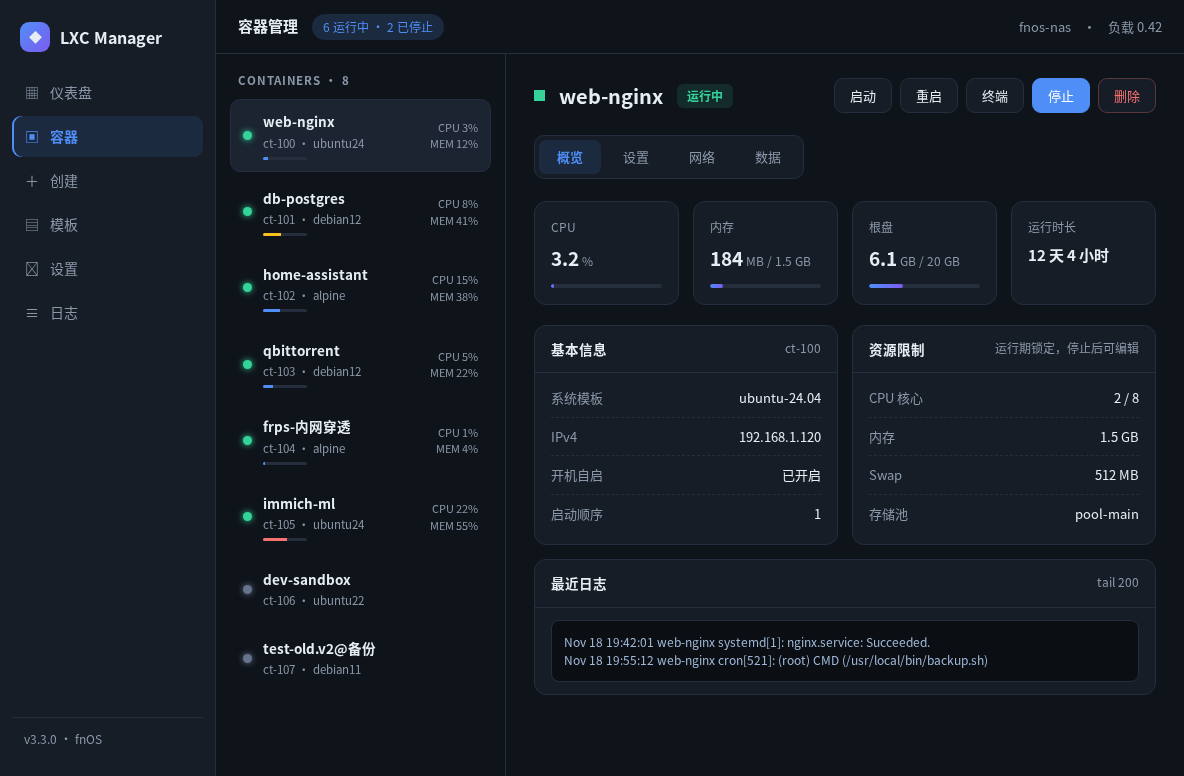 LXC Manager
仪表盘
容器
创建
模板
设置
日志
v3.3.0 · fnOS
容器管理
6 运行中 · 2 已停止
fnos-nas · 负载 0.42
CONTAINERS · 8
web-nginx
ct-100 · ubuntu24
CPU 3%
MEM 12%
db-postgres
ct-101 · debian12
CPU 8%
MEM 41%
home-assistant
ct-102 · alpine
CPU 15%
MEM 38%
qbittorrent
ct-103 · debian12
CPU 5%
MEM 22%
frps-内网穿透
ct-104 · alpine
CPU 1%
MEM 4%
immich-ml
ct-105 · ubuntu24
CPU 22%
MEM 55%
dev-sandbox
ct-106 · ubuntu22
test-old.v2@备份
ct-107 · debian11
web-nginx 运行中
启动 重启 终端 停止 删除
概览 设置 网络 数据
CPU
3.2 %
内存
184 MB / 1.5 GB
根盘
6.1 GB / 20 GB
运行时长
12 天 4 小时
基本信息 ct-100
系统模板 ubuntu-24.04
IPv4 192.168.1.120
开机自启 已开启
启动顺序 1
资源限制 运行期锁定，停止后可编辑
CPU 核心 2 / 8
内存 1.5 GB
Swap 512 MB
存储池 pool-main
最近日志 tail 200
Nov 18 19:42:01 web-nginx systemd[1]: nginx.service: Succeeded.
Nov 18 19:55:12 web-nginx cron[521]: (root) CMD (/usr/local/bin/backup.sh)